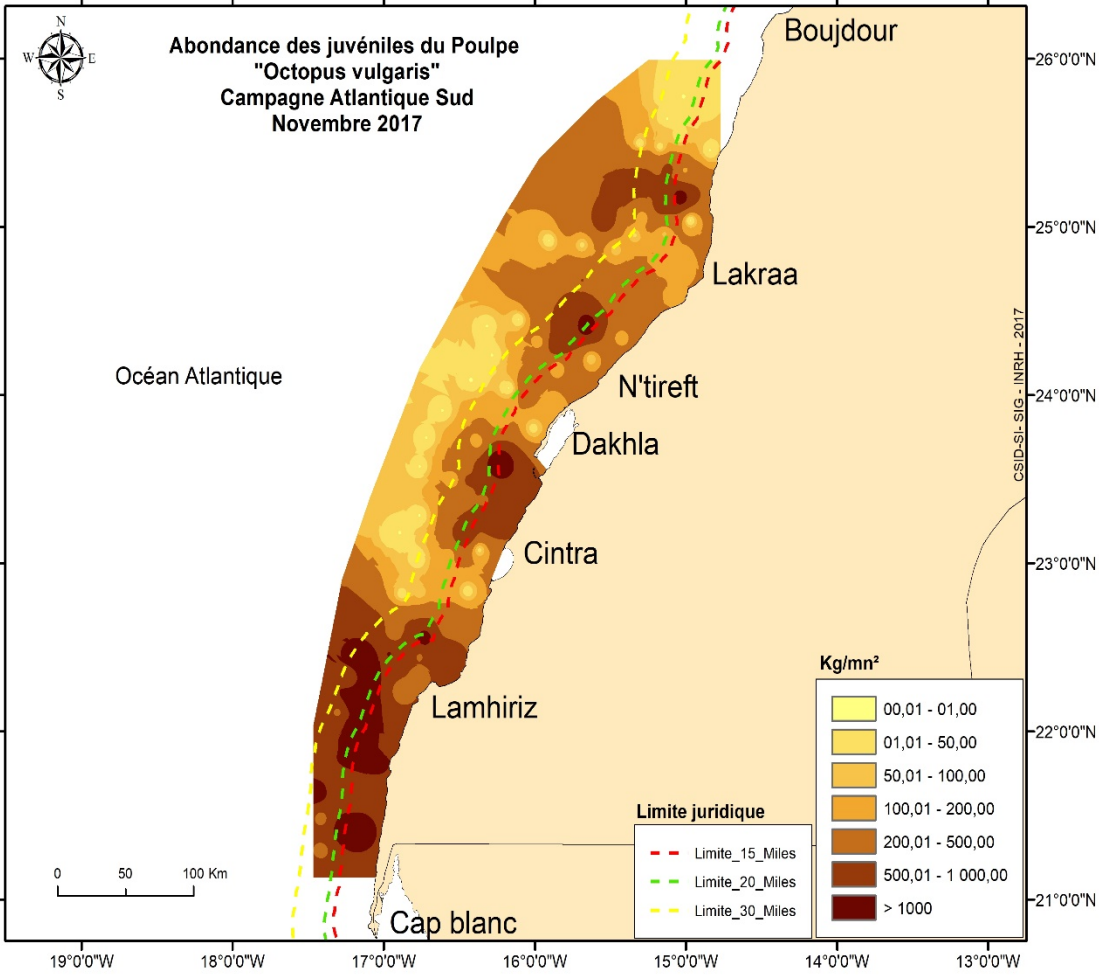 N
W E
S
Abondance des juvéniles du Poulpe
"Octopus vulgaris"
Campagne Atlantique Sud
Novembre 2017
Boujdour
Lakraa
N'tireft
Dakhla
Cintra
Lamhiriz
Cap blanc
Océan Atlantique
CSID-SI- SIG - INRH - 2017
26°0'0"N
25°0'0"N
24°0'0"N
23°0'0"N
22°0'0"N
21°0'0"N
Kg/mn²
00,01 - 01,00
01,01 - 50,00
50,01 - 100,00
100,01 - 200,00
200,01 - 500,00
500,01 - 1 000,00
> 1000
Limite juridique
Limite_15_Miles
Limite_20_Miles
Limite_30_Miles
0 50 100 Km
19°0'0"W 18°0'0"W 17°0'0"W 16°0'0"W 15°0'0"W 14°0'0"W 13°0'0"W